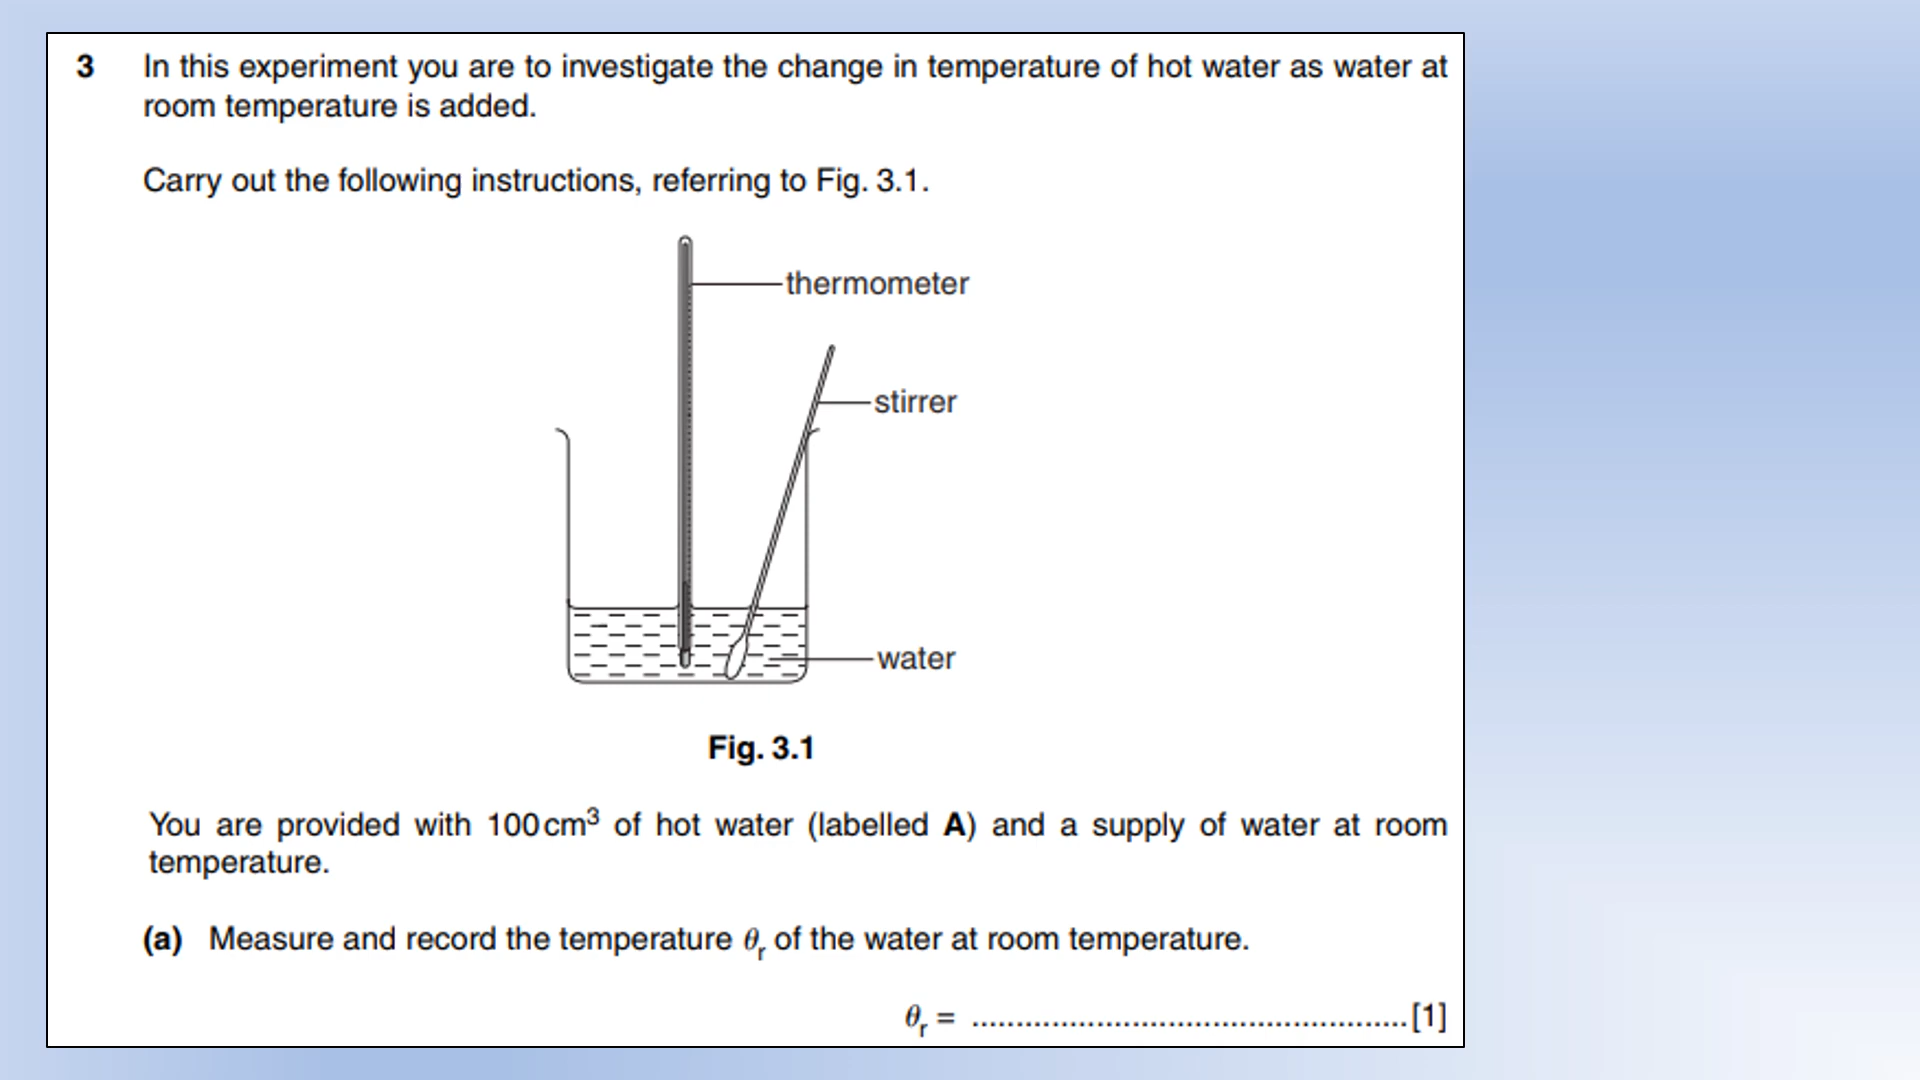 3 In this experiment you are to investigate the change in temperature of hot water as water at
room temperature is added.
Carry out the following instructions, referring to Fig. 3.1.
thermometer
stirrer
water
Fig. 3.1
You are provided with 100 cm³ of hot water (labelled A) and a supply of water at room
temperature.
(a) Measure and record the temperature θᵣ of the water at room temperature.
θᵣ = ................................................[1]